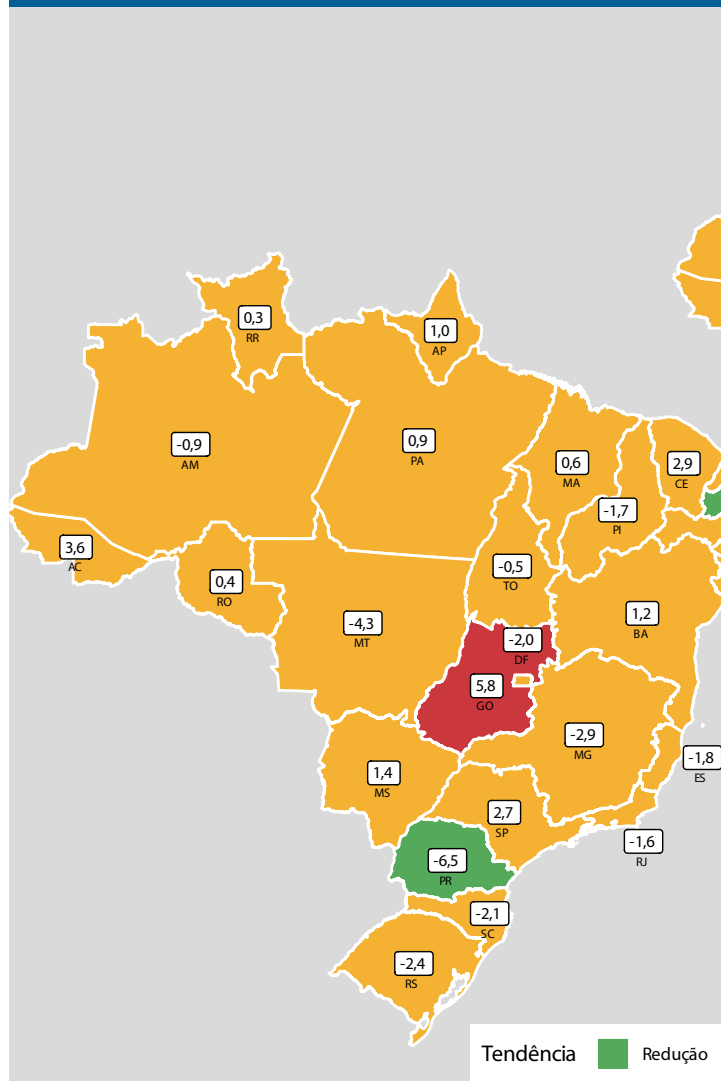 0,3
RR
1,0
AP
-0,9
AM
0,9
PA
0,6
MA
2,9
CE
-1,7
PI
3,6
AC
0,4
RO
-0,5
TO
-4,3
MT
1,2
BA
-2,0
DF
5,8
GO
-2,9
MG
-1,8
ES
1,4
MS
2,7
SP
-1,6
RJ
-6,5
PR
-2,1
SC
-2,4
RS
Tendência Redução